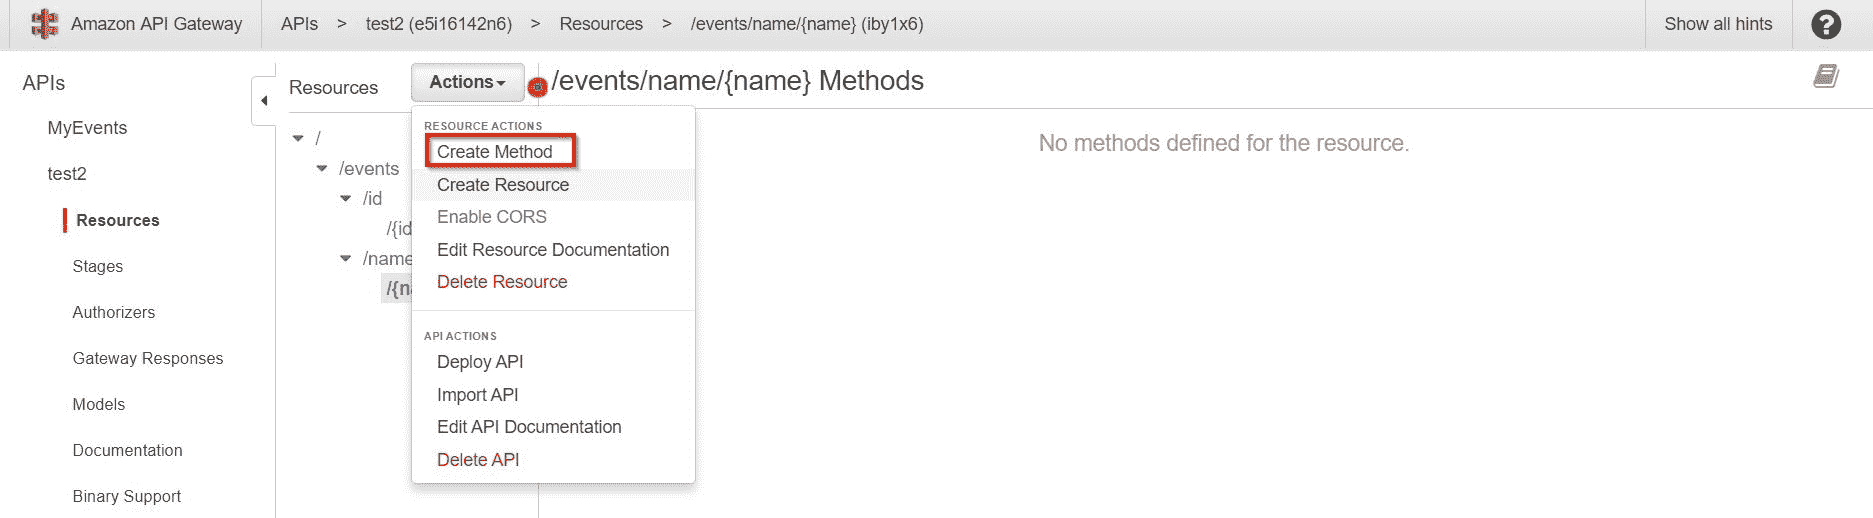 Amazon API Gateway APIs > test2 (e5i16142n6) > Resources > /events/name/{name} (iby1x6) Show all hints ?
APIs
MyEvents
test2
Resources
Stages
Authorizers
Gateway Responses
Models
Documentation
Binary Support
Resources
Actions
/
/events
/id
/{id
/name
/{na
RESOURCE ACTIONS
Create Method
Create Resource
Enable CORS
Edit Resource Documentation
Delete Resource
API ACTIONS
Deploy API
Import API
Edit API Documentation
Delete API
/events/name/{name} Methods
No methods defined for the resource.